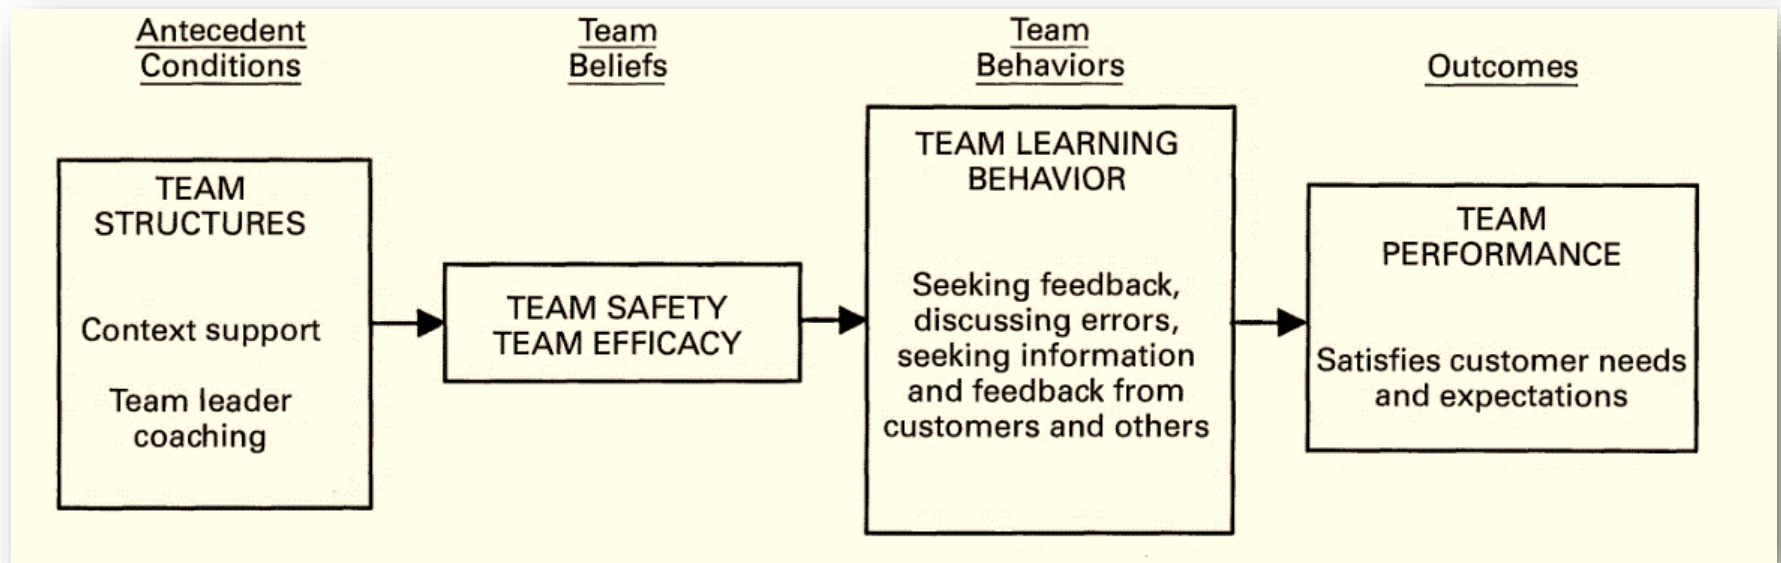 Antecedent
Conditions
Team
Beliefs
Team
Behaviors
Outcomes
TEAM
STRUCTURES
Context support
Team leader
coaching
TEAM SAFETY
TEAM EFFICACY
TEAM LEARNING
BEHAVIOR
Seeking feedback,
discussing errors,
seeking information
and feedback from
customers and others
TEAM
PERFORMANCE
Satisfies customer needs
and expectations